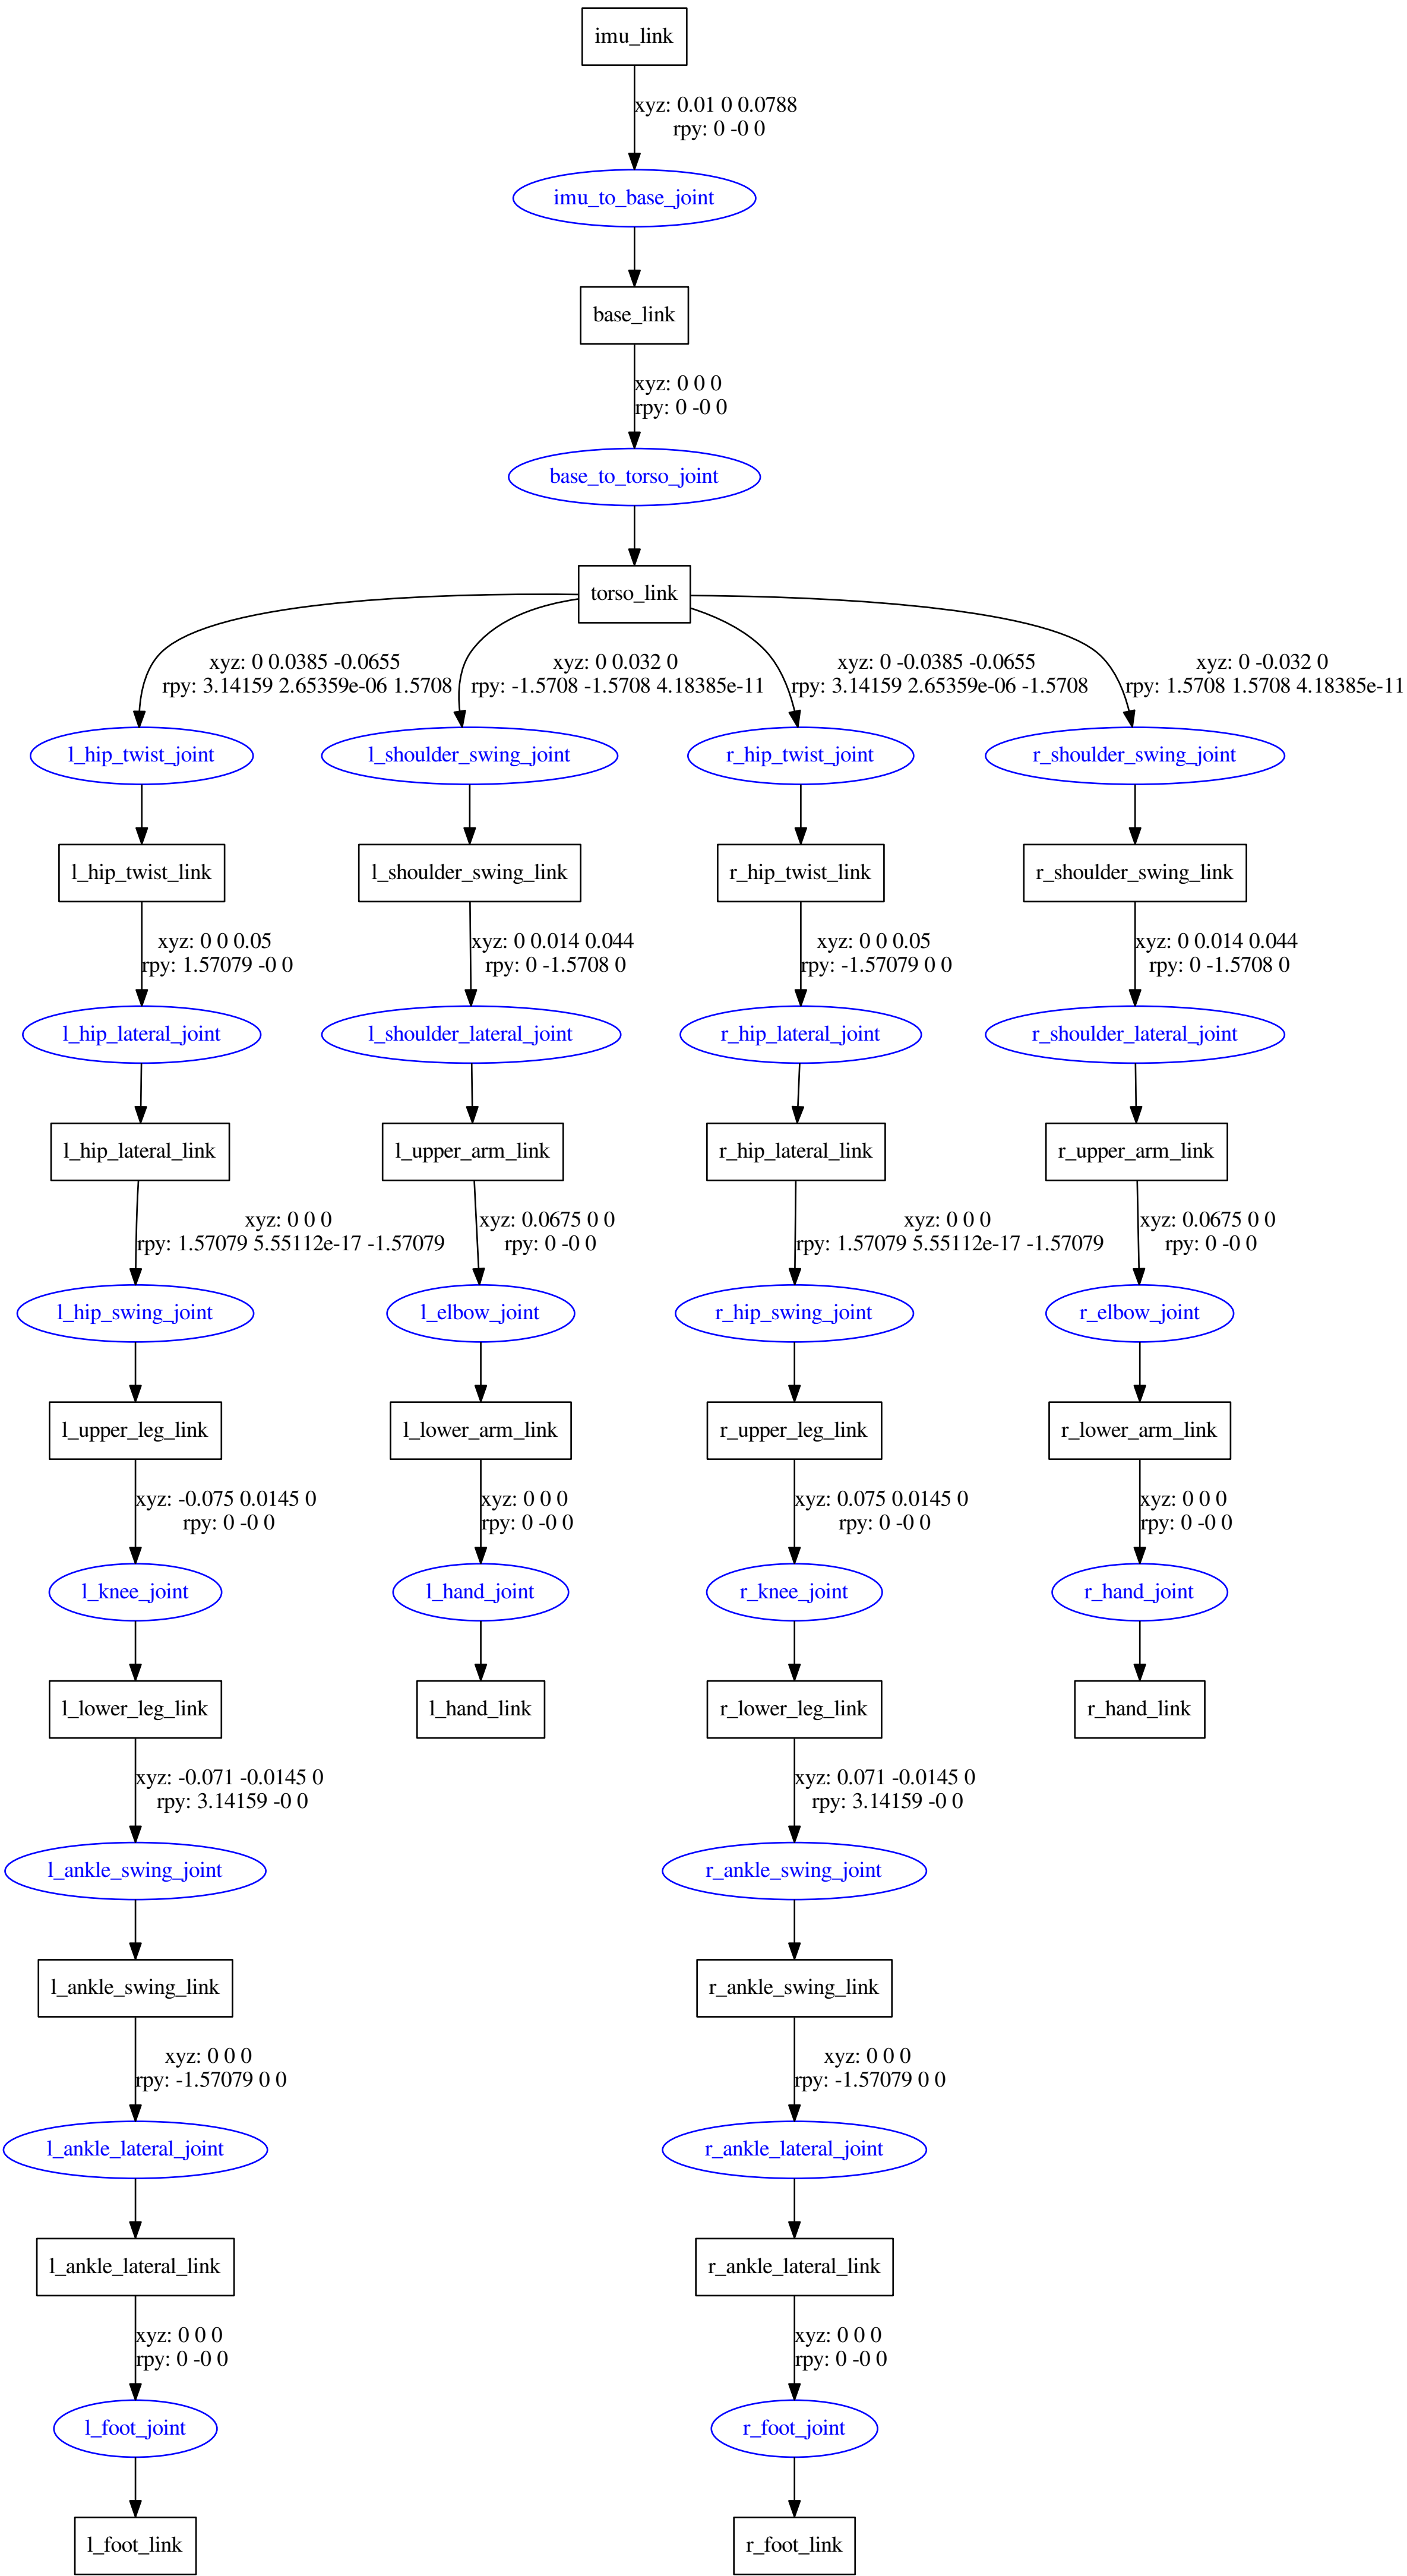 imu_link
xyz: 0.01 0 0.0788
rpy: 0 -0 0
imu_to_base_joint
base_link
xyz: 0 0 0
rpy: 0 -0 0
base_to_torso_joint
torso_link
xyz: 0 0.0385 -0.0655
rpy: 3.14159 2.65359e-06 1.5708
xyz: 0 0.032 0
rpy: -1.5708 -1.5708 4.18385e-11
xyz: 0 -0.0385 -0.0655
rpy: 3.14159 2.65359e-06 -1.5708
xyz: 0 -0.032 0
rpy: 1.5708 1.5708 4.18385e-11
l_hip_twist_joint
l_shoulder_swing_joint
r_hip_twist_joint
r_shoulder_swing_joint
l_hip_twist_link
l_shoulder_swing_link
r_hip_twist_link
r_shoulder_swing_link
xyz: 0 0 0.05
rpy: 1.57079 -0 0
xyz: 0 0.014 0.044
rpy: 0 -1.5708 0
xyz: 0 0 0.05
rpy: -1.57079 0 0
xyz: 0 0.014 0.044
rpy: 0 -1.5708 0
l_hip_lateral_joint
l_shoulder_lateral_joint
r_hip_lateral_joint
r_shoulder_lateral_joint
l_hip_lateral_link
l_upper_arm_link
r_hip_lateral_link
r_upper_arm_link
xyz: 0 0 0
rpy: 1.57079 5.55112e-17 -1.57079
xyz: 0.0675 0 0
rpy: 0 -0 0
xyz: 0 0 0
rpy: 1.57079 5.55112e-17 -1.57079
xyz: 0.0675 0 0
rpy: 0 -0 0
l_hip_swing_joint
l_elbow_joint
r_hip_swing_joint
r_elbow_joint
l_upper_leg_link
l_lower_arm_link
r_upper_leg_link
r_lower_arm_link
xyz: -0.075 0.0145 0
rpy: 0 -0 0
xyz: 0 0 0
rpy: 0 -0 0
xyz: 0.075 0.0145 0
rpy: 0 -0 0
xyz: 0 0 0
rpy: 0 -0 0
l_knee_joint
l_hand_joint
r_knee_joint
r_hand_joint
l_lower_leg_link
l_hand_link
r_lower_leg_link
r_hand_link
xyz: -0.071 -0.0145 0
rpy: 3.14159 -0 0
xyz: 0.071 -0.0145 0
rpy: 3.14159 -0 0
l_ankle_swing_joint
r_ankle_swing_joint
l_ankle_swing_link
r_ankle_swing_link
xyz: 0 0 0
rpy: -1.57079 0 0
xyz: 0 0 0
rpy: -1.57079 0 0
l_ankle_lateral_joint
r_ankle_lateral_joint
l_ankle_lateral_link
r_ankle_lateral_link
xyz: 0 0 0
rpy: 0 -0 0
xyz: 0 0 0
rpy: 0 -0 0
l_foot_joint
r_foot_joint
l_foot_link
r_foot_link